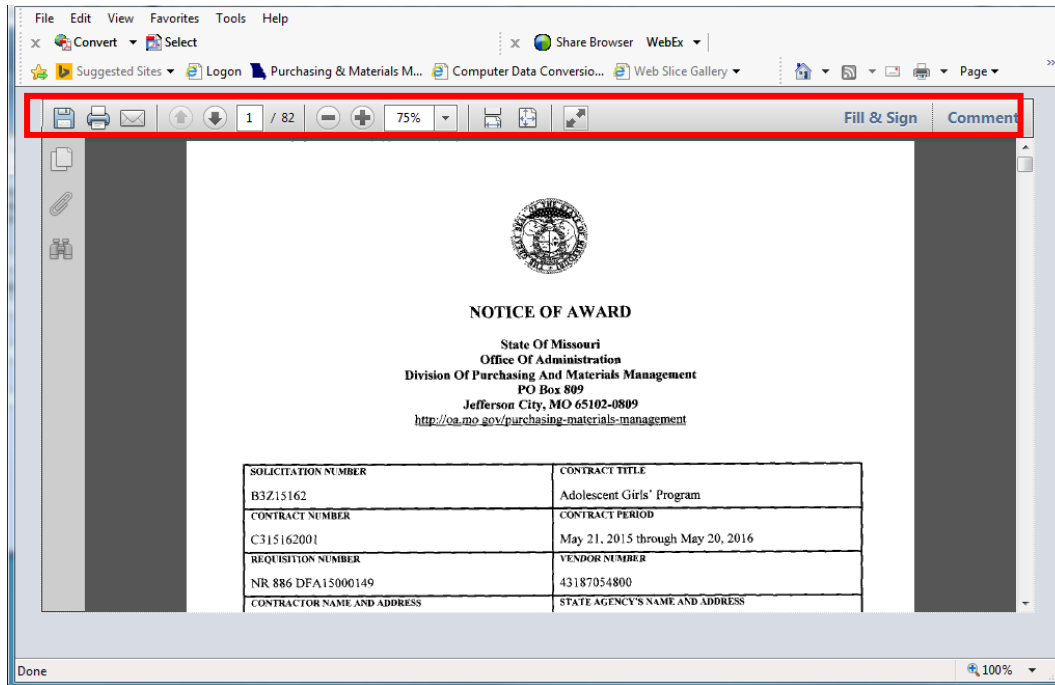 File Edit View Favorites Tools Help
x Convert Select x Share Browser WebEx
Suggested Sites Logon Purchasing & Materials M... Computer Data Conversio... Web Slice Gallery Page »
1 / 82 75% Fill & Sign Comment
NOTICE OF AWARD
State Of Missouri
Office Of Administration
Division Of Purchasing And Materials Management
PO Box 809
Jefferson City, MO 65102-0809
http://oa.mo.gov/purchasing-materials-management
SOLICITATION NUMBER CONTRACT TITLE
B3Z15162 Adolescent Girls' Program
CONTRACT NUMBER CONTRACT PERIOD
C315162001 May 21, 2015 through May 20, 2016
REQUISITION NUMBER VENDOR NUMBER
NR 886 DFA15000149 43187054800
CONTRACTOR NAME AND ADDRESS STATE AGENCY'S NAME AND ADDRESS
Done 100%